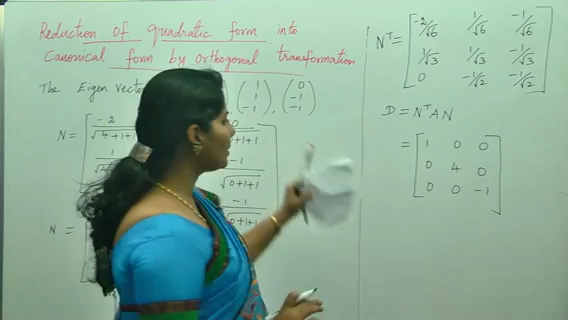 Reduction of quadratic form into
Canonical form by orthogonal transformation
The Eigen vecto
( 1 1 -1 ), ( 0 -1 -1 )
N = [ -2/√4+1+1
1
0+1+1
-1
√0+1+1
-1
√0+1+1
N =
Nᵀ = [ -2/√6 1/√6 -1/√6
1/√3 1/√3 -1/√3
0 -1/√2 -1/√2 ]
D = NᵀAN
= [ 1 0 0
0 4 0
0 0 -1 ]